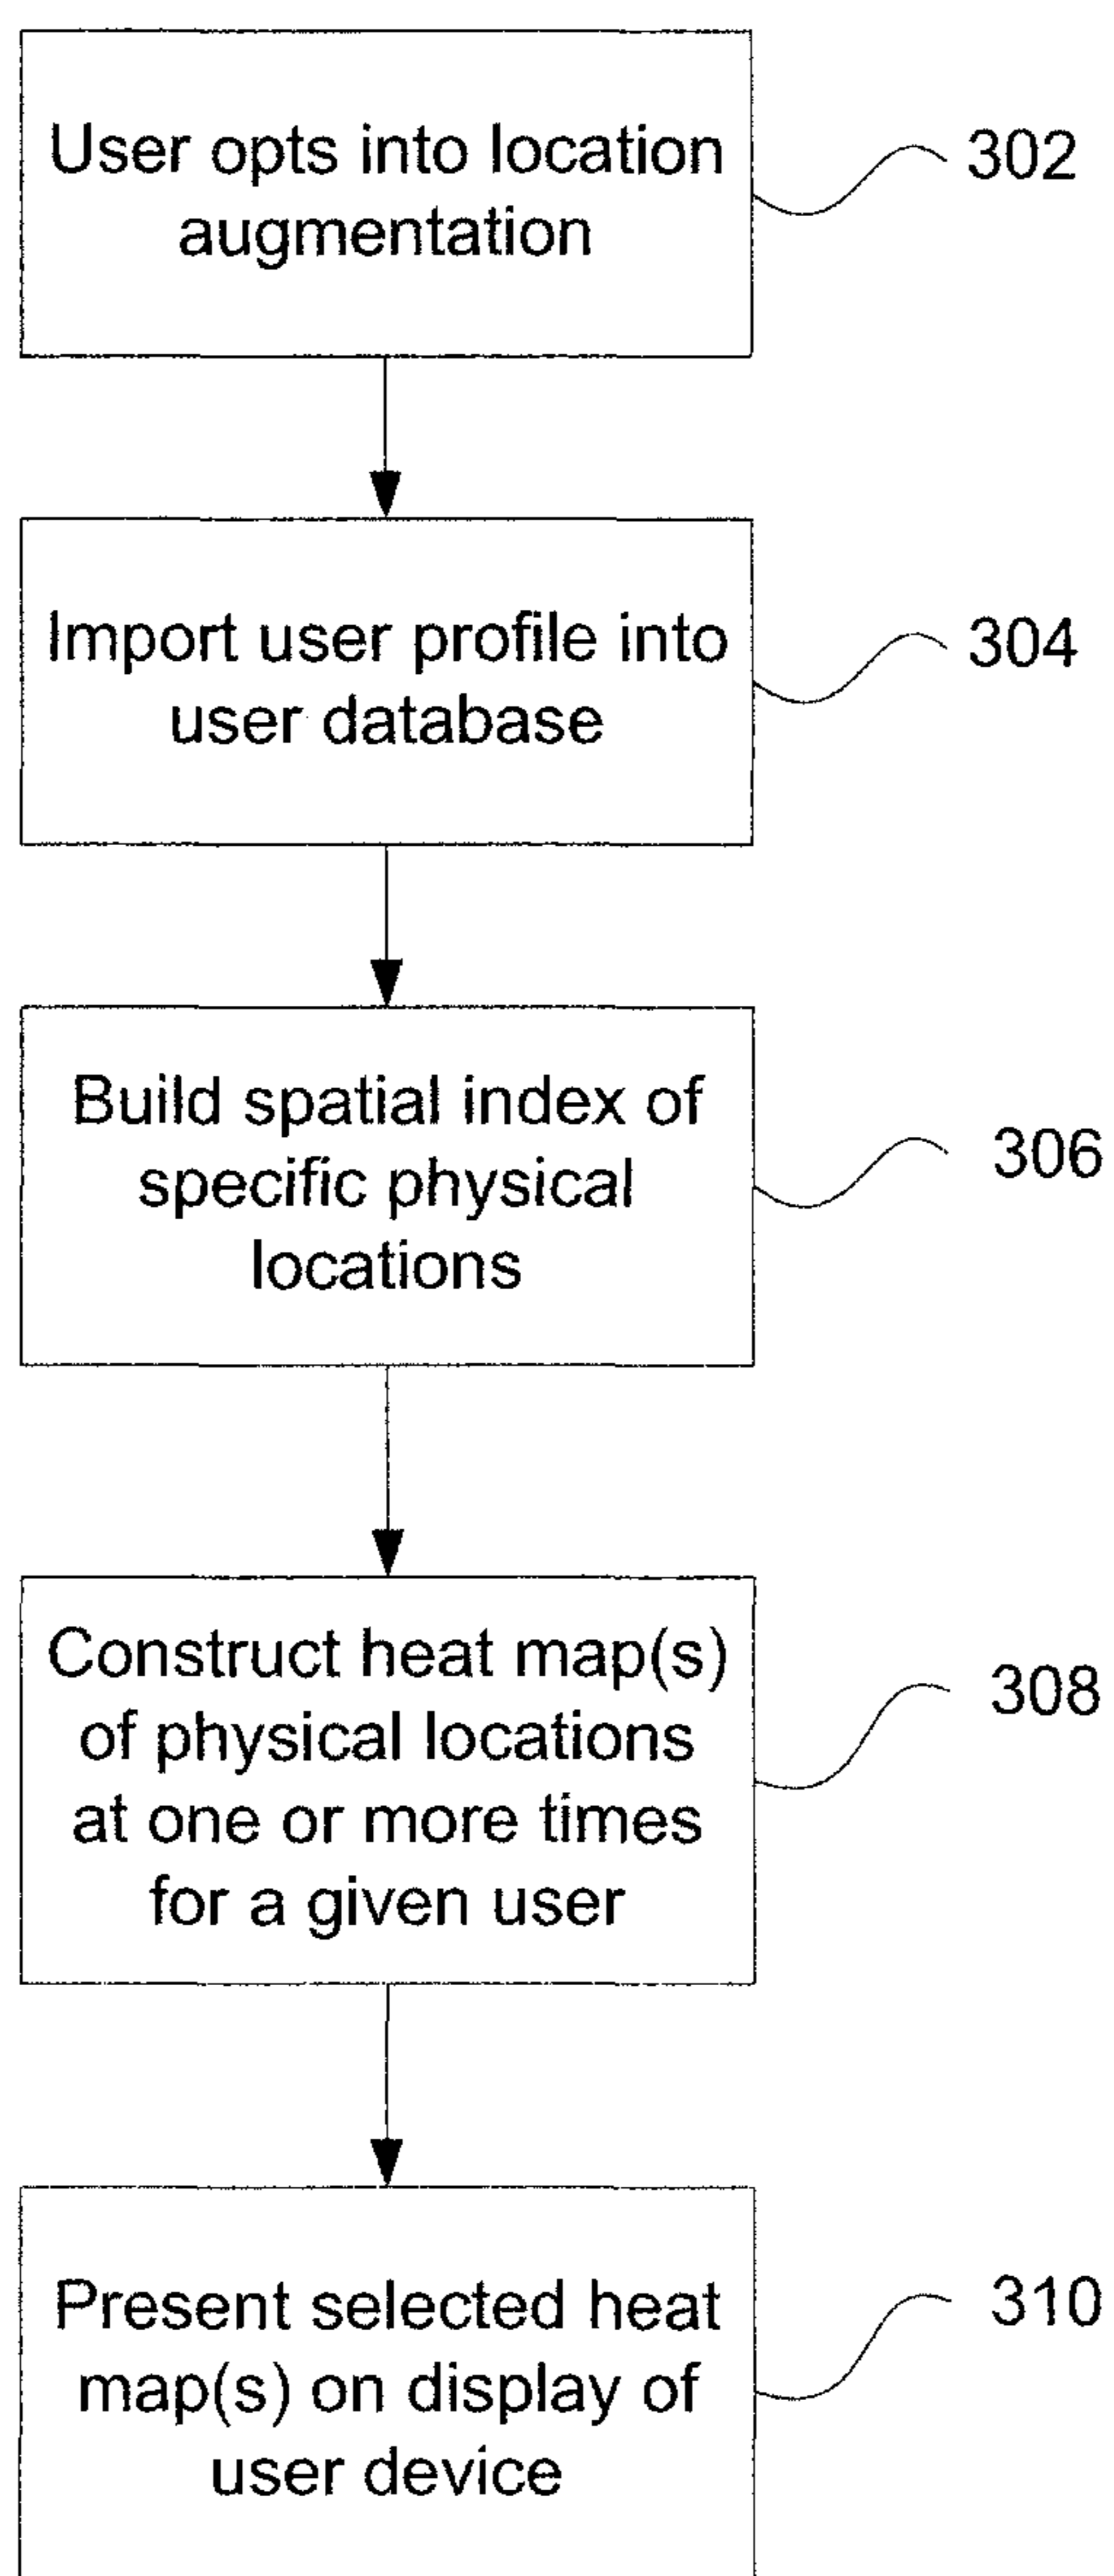 User opts into location
augmentation
302
Import user profile into
user database
304
Build spatial index of
specific physical
locations
306
Construct heat map(s)
of physical locations
at one or more times
for a given user
308
Present selected heat
map(s) on display of
user device
310